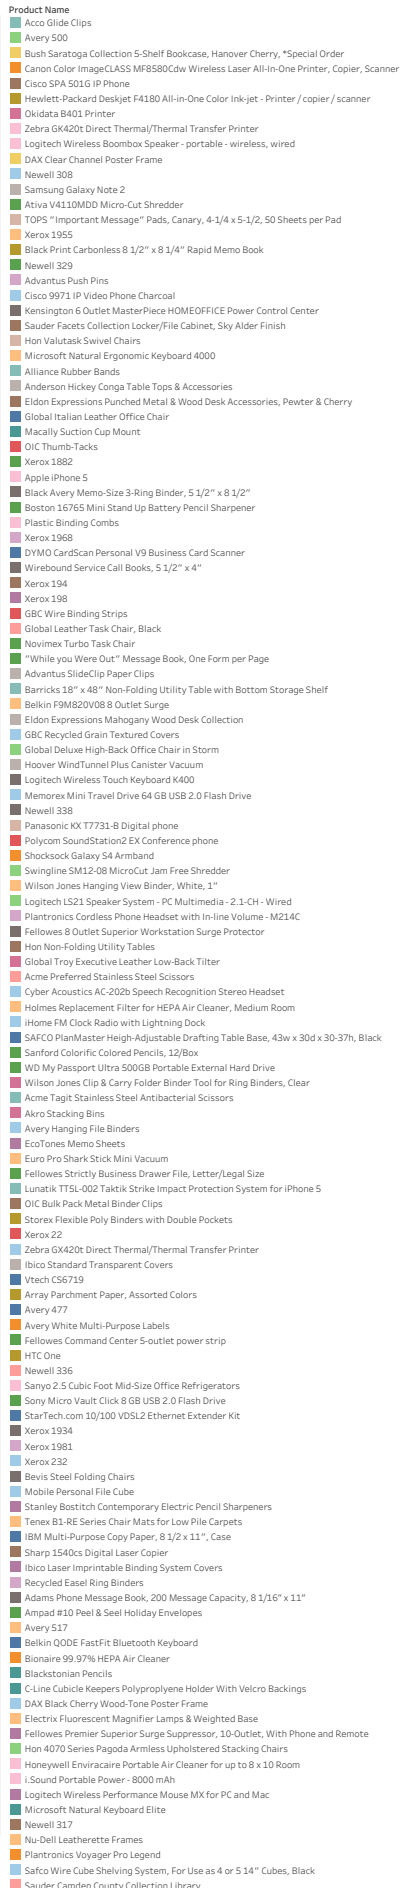 Product Name
Acco Glide Clips
Avery 500
Bush Saratoga Collection 5-Shelf Bookcase, Hanover Cherry, *Special Order
Canon Color ImageCLASS MF8580Cdw Wireless Laser All-In-One Printer, Copier, Scanner
Cisco SPA 501G IP Phone
Hewlett-Packard Deskjet F4180 All-in-One Color Ink-jet - Printer / copier / scanner
Okidata B401 Printer
Zebra GK420t Direct Thermal/Thermal Transfer Printer
Logitech Wireless Boombox Speaker - portable - wireless, wired
DAX Clear Channel Poster Frame
Newell 308
Samsung Galaxy Note 2
Ativa V4110MDD Micro-Cut Shredder
TOPS “Important Message” Pads, Canary, 4-1/4 x 5-1/2, 50 Sheets per Pad
Xerox 1955
Black Print Carbonless 8 1/2” x 8 1/4” Rapid Memo Book
Newell 329
Advantus Push Pins
Cisco 9971 IP Video Phone Charcoal
Kensington 6 Outlet MasterPiece HOMEOFFICE Power Control Center
Sauder Facets Collection Locker/File Cabinet, Sky Alder Finish
Hon Valutask Swivel Chairs
Microsoft Natural Ergonomic Keyboard 4000
Alliance Rubber Bands
Anderson Hickey Conga Table Tops & Accessories
Eldon Expressions Punched Metal & Wood Desk Accessories, Pewter & Cherry
Global Italian Leather Office Chair
Macally Suction Cup Mount
OIC Thumb-Tacks
Xerox 1882
Apple iPhone 5
Black Avery Memo-Size 3-Ring Binder, 5 1/2” x 8 1/2”
Boston 16765 Mini Stand Up Battery Pencil Sharpener
Plastic Binding Combs
Xerox 1968
DYMO CardScan Personal V9 Business Card Scanner
Wirebound Service Call Books, 5 1/2” x 4”
Xerox 194
Xerox 198
GBC Wire Binding Strips
Global Leather Task Chair, Black
Novimex Turbo Task Chair
“While you Were Out” Message Book, One Form per Page
Advantus SlideClip Paper Clips
Barricks 18” x 48” Non-Folding Utility Table with Bottom Storage Shelf
Belkin F9M820V08 8 Outlet Surge
Eldon Expressions Mahogany Wood Desk Collection
GBC Recycled Grain Textured Covers
Global Deluxe High-Back Office Chair in Storm
Hoover WindTunnel Plus Canister Vacuum
Logitech Wireless Touch Keyboard K400
Memorex Mini Travel Drive 64 GB USB 2.0 Flash Drive
Newell 338
Panasonic KX T7731-B Digital phone
Polycom SoundStation2 EX Conference phone
Shocksock Galaxy S4 Armband
Swingline SM12-08 MicroCut Jam Free Shredder
Wilson Jones Hanging View Binder, White, 1”
Logitech LS21 Speaker System - PC Multimedia - 2.1-CH - Wired
Plantronics Cordless Phone Headset with In-line Volume - M214C
Fellowes 8 Outlet Superior Workstation Surge Protector
Hon Non-Folding Utility Tables
Global Troy Executive Leather Low-Back Tilter
Acme Preferred Stainless Steel Scissors
Cyber Acoustics AC-202b Speech Recognition Stereo Headset
Holmes Replacement Filter for HEPA Air Cleaner, Medium Room
iHome FM Clock Radio with Lightning Dock
SAFCO PlanMaster Heigh-Adjustable Drafting Table Base, 43w x 30d x 30-37h, Black
Sanford Colorific Colored Pencils, 12/Box
WD My Passport Ultra 500GB Portable External Hard Drive
Wilson Jones Clip & Carry Folder Binder Tool for Ring Binders, Clear
Acme Tagit Stainless Steel Antibacterial Scissors
Akro Stacking Bins
Avery Hanging File Binders
EcoTones Memo Sheets
Euro Pro Shark Stick Mini Vacuum
Fellowes Strictly Business Drawer File, Letter/Legal Size
Lunatik TT5L-002 Taktik Strike Impact Protection System for iPhone 5
OIC Bulk Pack Metal Binder Clips
Storex Flexible Poly Binders with Double Pockets
Xerox 22
Zebra GX420t Direct Thermal/Thermal Transfer Printer
Ibico Standard Transparent Covers
Vtech CS6719
Array Parchment Paper, Assorted Colors
Avery 477
Avery White Multi-Purpose Labels
Fellowes Command Center 5-outlet power strip
HTC One
Newell 336
Sanyo 2.5 Cubic Foot Mid-Size Office Refrigerators
Sony Micro Vault Click 8 GB USB 2.0 Flash Drive
StarTech.com 10/100 VDSL2 Ethernet Extender Kit
Xerox 1934
Xerox 1981
Xerox 232
Bevis Steel Folding Chairs
Mobile Personal File Cube
Stanley Bostitch Contemporary Electric Pencil Sharpeners
Tenex B1-RE Series Chair Mats for Low Pile Carpets
IBM Multi-Purpose Copy Paper, 8 1/2 x 11”, Case
Sharp 1540cs Digital Laser Copier
Ibico Laser Imprintable Binding System Covers
Recycled Easel Ring Binders
Adams Phone Message Book, 200 Message Capacity, 8 1/16” x 11”
Ampad #10 Peel & Seel Holiday Envelopes
Avery 517
Belkin QODE FastFit Bluetooth Keyboard
Bionaire 99.97% HEPA Air Cleaner
Blackstonian Pencils
C-Line Cubicle Keepers Polyproplyene Holder With Velcro Backings
DAX Black Cherry Wood-Tone Poster Frame
Electrix Fluorescent Magnifier Lamps & Weighted Base
Fellowes Premier Superior Surge Suppressor, 10-Outlet, With Phone and Remote
Hon 4070 Series Pagoda Armless Upholstered Stacking Chairs
Honeywell Enviracaire Portable Air Cleaner for up to 8 x 10 Room
i.Sound Portable Power - 8000 mAh
Logitech Wireless Performance Mouse MX for PC and Mac
Microsoft Natural Keyboard Elite
Newell 317
Nu-Dell Leatherette Frames
Plantronics Voyager Pro Legend
Safco Wire Cube Shelving System, For Use as 4 or 5 14” Cubes, Black
Sauder Camden County Collection Library